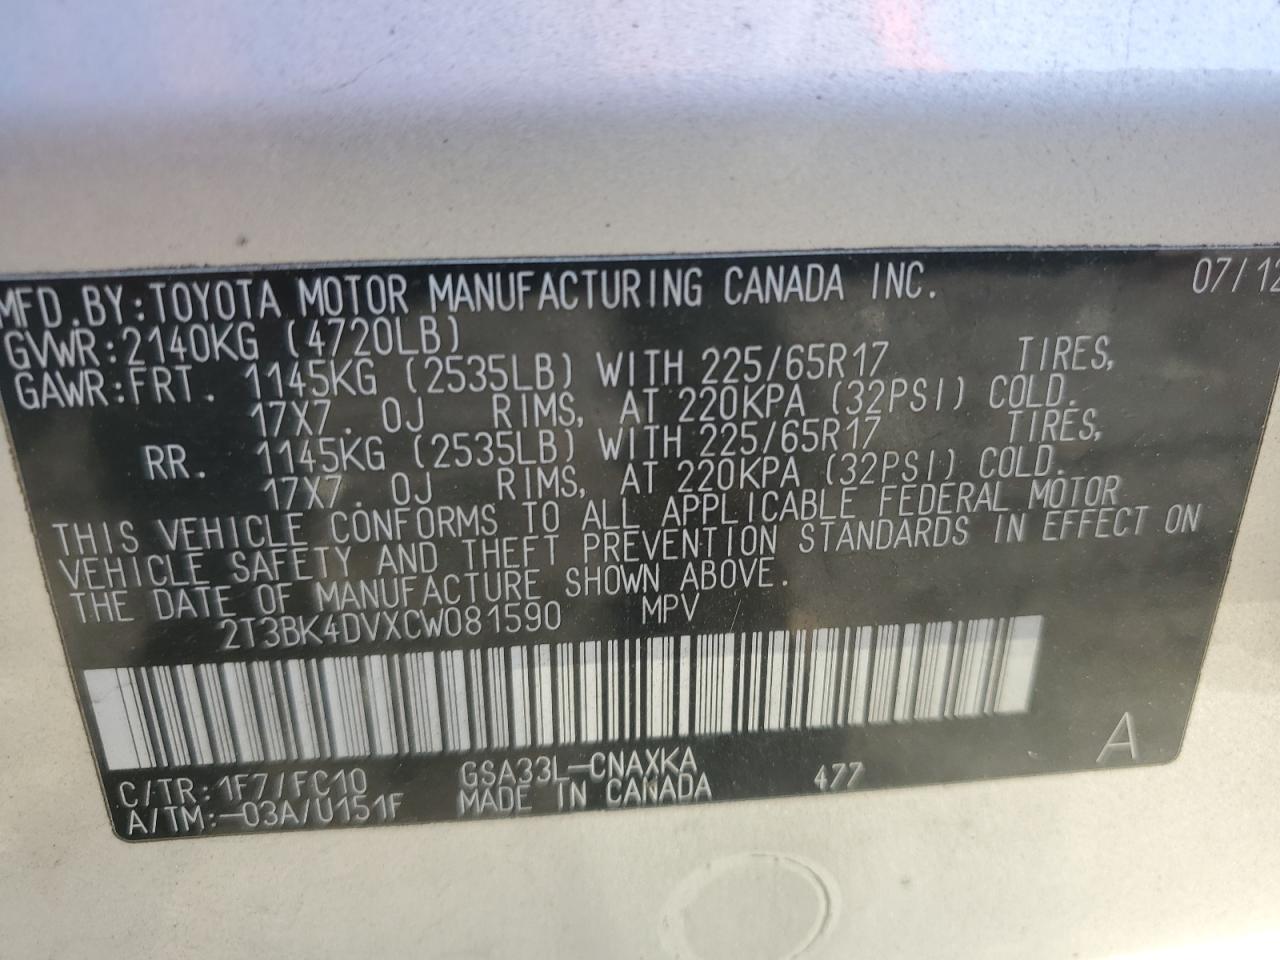 MFD.BY:TOYOTA MOTOR MANUFACTURING CANADA INC. 07/12
GVWR:2140KG (4720LB)
GAWR:FRT. 1145KG (2535LB) WITH 225/65R17 TIRES,
17X7. 0J RIMS, AT 220KPA (32PSI) COLD.
RR. 1145KG (2535LB) WITH 225/65R17 TIRES,
17X7. 0J RIMS, AT 220KPA (32PSI) COLD.
THIS VEHICLE CONFORMS TO ALL APPLICABLE FEDERAL MOTOR
VEHICLE SAFETY AND THEFT PREVENTION STANDARDS IN EFFECT ON
THE DATE OF MANUFACTURE SHOWN ABOVE.
2T3BK4DVXCW081590 MPV
C/TR:1F7/FC10 GSA33L-CNAXKA 477 A
A/TM:-03A/U151F MADE IN CANADA